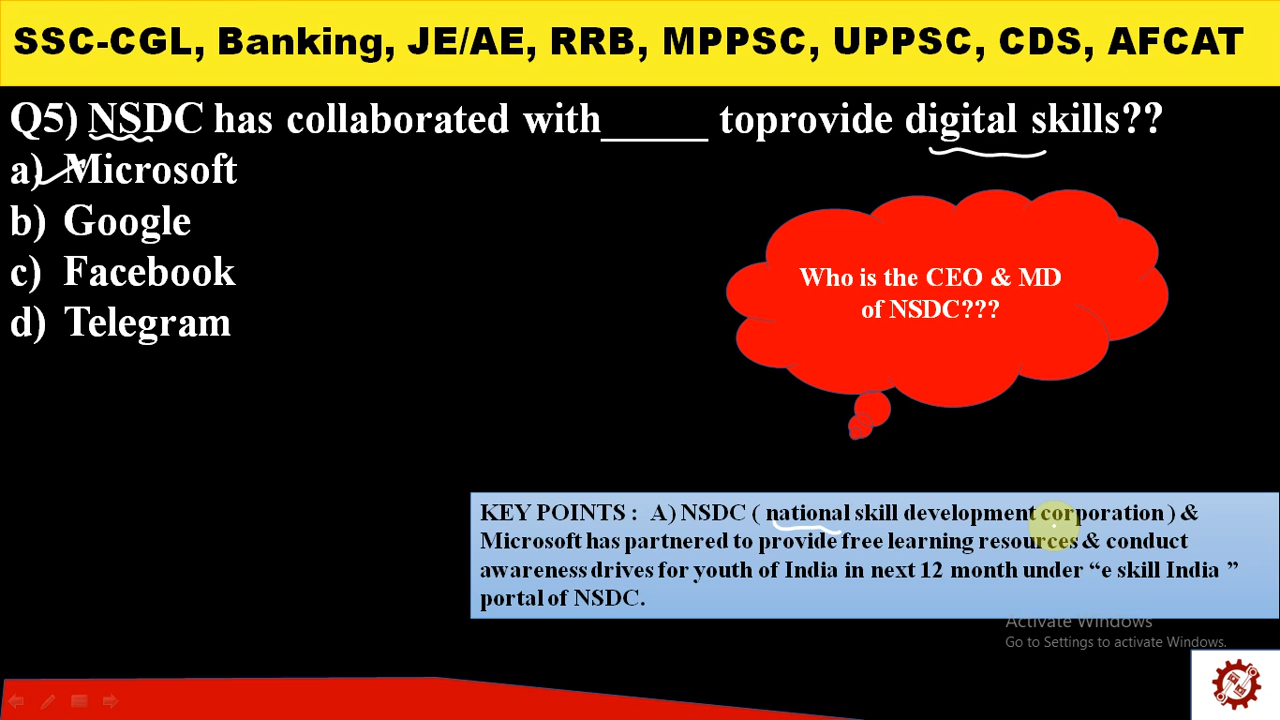 SSC-CGL, Banking, JE/AE, RRB, MPPSC, UPPSC, CDS, AFCAT
Q5) NSDC has collaborated with_____ toprovide digital skills??
a) Microsoft
b) Google
c) Facebook
d) Telegram
Who is the CEO & MD
of NSDC???
KEY POINTS : A) NSDC ( national skill development corporation ) &
Microsoft has partnered to provide free learning resources & conduct
awareness drives for youth of India in next 12 month under “e skill India ”
portal of NSDC.
Activate Windows
Go to Settings to activate Windows.